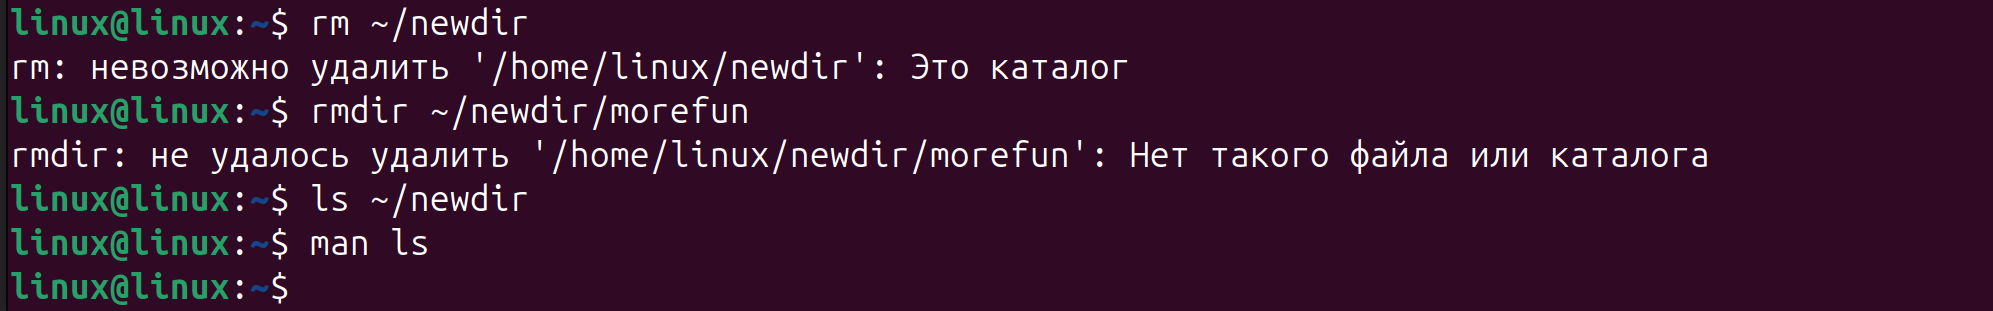 linux@linux:~$ rm ~/newdir
rm: невозможно удалить '/home/linux/newdir': Это каталог
linux@linux:~$ rmdir ~/newdir/morefun
rmdir: не удалось удалить '/home/linux/newdir/morefun': Нет такого файла или каталога
linux@linux:~$ ls ~/newdir
linux@linux:~$ man ls
linux@linux:~$